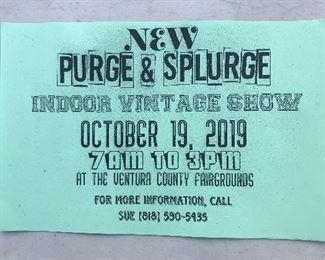 NEW
PURGE & SPLURGE
INDOOR VINTAGE SHOW
OCTOBER 19, 2019
7AM TO 3PM
AT THE VENTURA COUNTY FAIRGROUNDS
FOR MORE INFORMATION, CALL
SUE (818) 590-5435